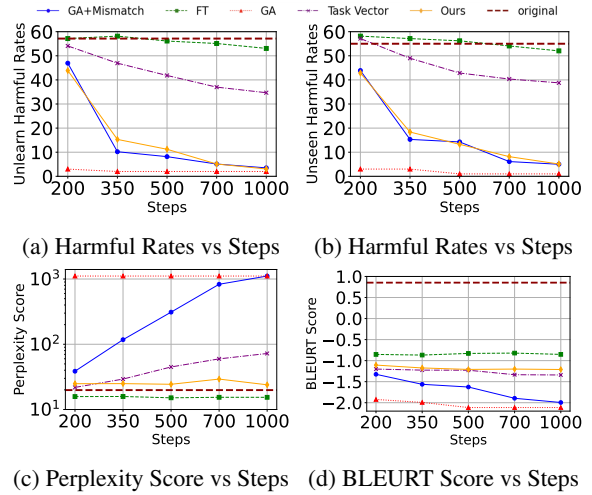 GA+Mismatch FT GA Task Vector Ours original
Unlearn Harmful Rates
60
50
40
30
20
10
0
200 350 500 700 1000
Steps
(a) Harmful Rates vs Steps
Unseen Harmful Rates
60
50
40
30
20
10
0
200 350 500 700 1000
Steps
(b) Harmful Rates vs Steps
Perplexity Score
10³
10²
10¹
200 350 500 700 1000
Steps
(c) Perplexity Score vs Steps
BLEURT Score
1.0
0.5
0.0
−0.5
−1.0
−1.5
−2.0
200 350 500 700 1000
Steps
(d) BLEURT Score vs Steps